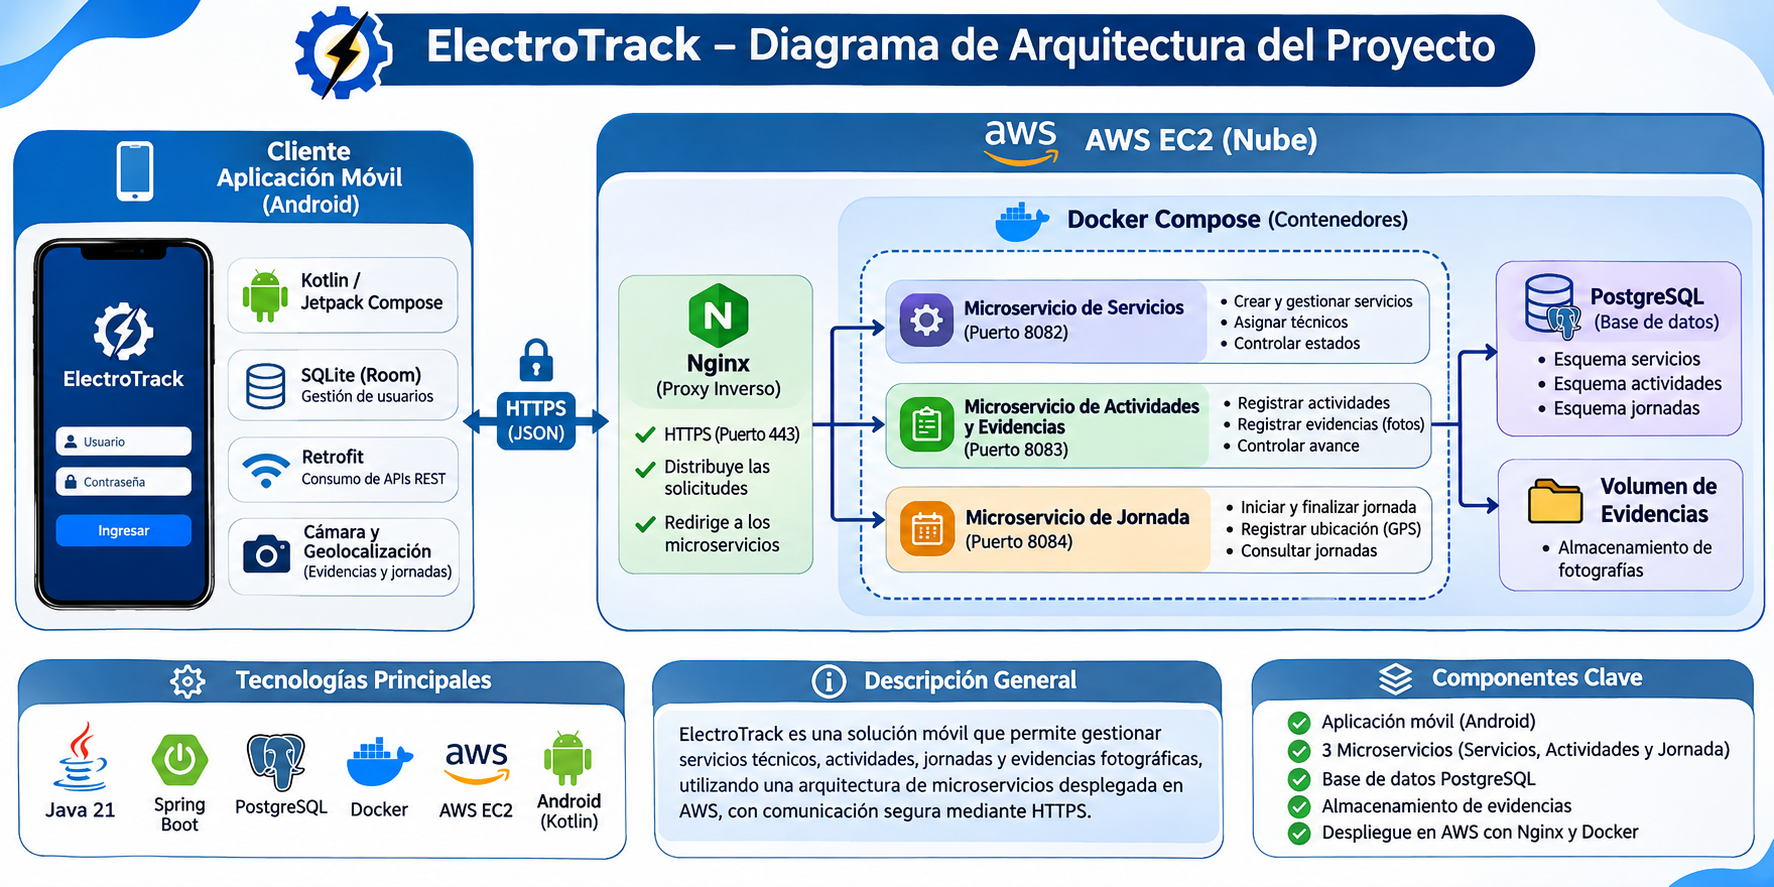 ElectroTrack – Diagrama de Arquitectura del Proyecto
Cliente
Aplicación Móvil
(Android)
ElectroTrack
Usuario
Contraseña
Ingresar
Kotlin /
Jetpack Compose
SQLite (Room)
Gestión de usuarios
Retrofit
Consumo de APIs REST
Cámara y
Geolocalización
(Evidencias y jornadas)
HTTPS
(JSON)
aws AWS EC2 (Nube)
N
Nginx
(Proxy Inverso)
HTTPS (Puerto 443)
Distribuye las
solicitudes
Redirige a los
microservicios
Docker Compose (Contenedores)
Microservicio de Servicios
(Puerto 8082)
• Crear y gestionar servicios
• Asignar técnicos
• Controlar estados
Microservicio de Actividades
y Evidencias
(Puerto 8083)
• Registrar actividades
• Registrar evidencias (fotos)
• Controlar avance
Microservicio de Jornada
(Puerto 8084)
• Iniciar y finalizar jornada
• Registrar ubicación (GPS)
• Consultar jornadas
PostgreSQL
(Base de datos)
• Esquema servicios
• Esquema actividades
• Esquema jornadas
Volumen de
Evidencias
• Almacenamiento de
fotografías
Tecnologías Principales
Java 21
Spring
Boot
PostgreSQL
Docker
aws
AWS EC2
Android
(Kotlin)
Descripción General
ElectroTrack es una solución móvil que permite gestionar
servicios técnicos, actividades, jornadas y evidencias fotográficas,
utilizando una arquitectura de microservicios desplegada en
AWS, con comunicación segura mediante HTTPS.
Componentes Clave
Aplicación móvil (Android)
3 Microservicios (Servicios, Actividades y Jornada)
Base de datos PostgreSQL
Almacenamiento de evidencias
Despliegue en AWS con Nginx y Docker